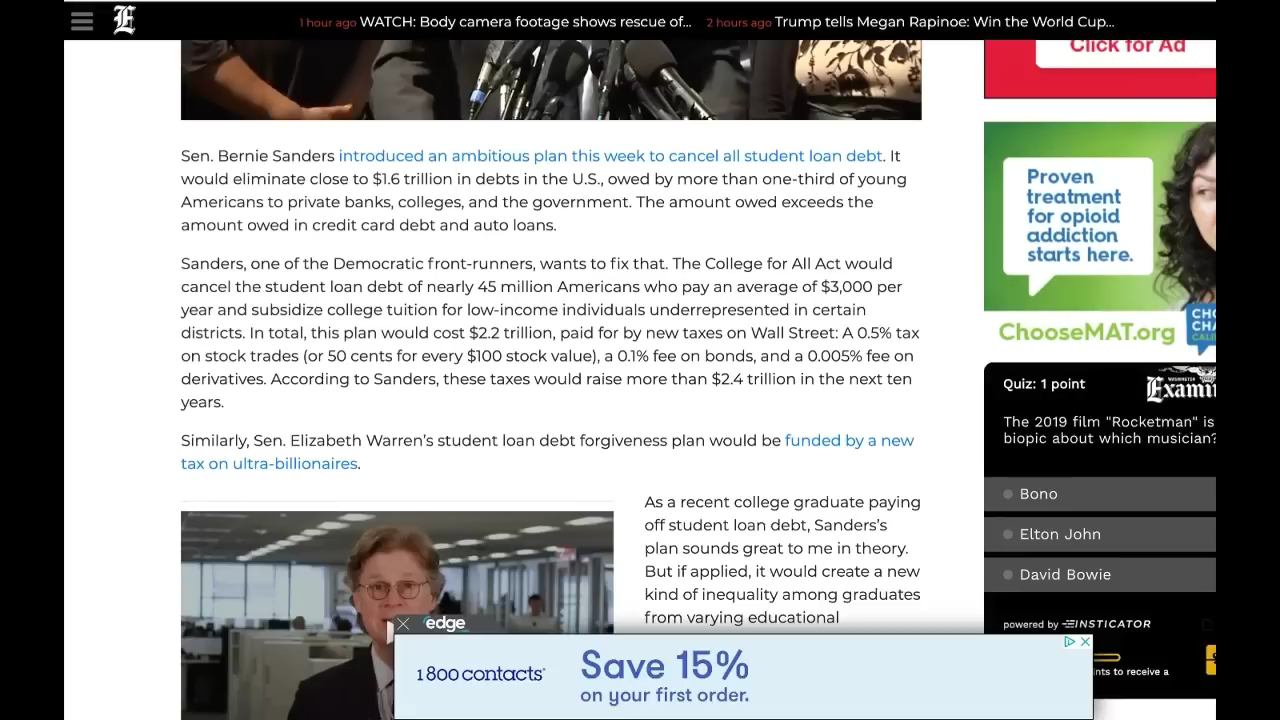 1 hour ago WATCH: Body camera footage shows rescue of... 2 hours ago Trump tells Megan Rapinoe: Win the World Cup...
Click for Ad
Sen. Bernie Sanders introduced an ambitious plan this week to cancel all student loan debt. It
would eliminate close to $1.6 trillion in debts in the U.S., owed by more than one-third of young
Americans to private banks, colleges, and the government. The amount owed exceeds the
amount owed in credit card debt and auto loans.
Sanders, one of the Democratic front-runners, wants to fix that. The College for All Act would
cancel the student loan debt of nearly 45 million Americans who pay an average of $3,000 per
year and subsidize college tuition for low-income individuals underrepresented in certain
districts. In total, this plan would cost $2.2 trillion, paid for by new taxes on Wall Street: A 0.5% tax
on stock trades (or 50 cents for every $100 stock value), a 0.1% fee on bonds, and a 0.005% fee on
derivatives. According to Sanders, these taxes would raise more than $2.4 trillion in the next ten
years.
Similarly, Sen. Elizabeth Warren's student loan debt forgiveness plan would be funded by a new
tax on ultra-billionaires.
As a recent college graduate paying
off student loan debt, Sanders's
plan sounds great to me in theory.
But if applied, it would create a new
kind of inequality among graduates
from varying educational
edge
1 800 contacts
Save 15%
on your first order.
Proven
treatment
for opioid
addiction
starts here.
ChooseMAT.org
Quiz: 1 point
WASHINGTON
Examin
The 2019 film "Rocketman" is
biopic about which musician?
Bono
Elton John
David Bowie
powered by INSTICATOR
nts to receive a